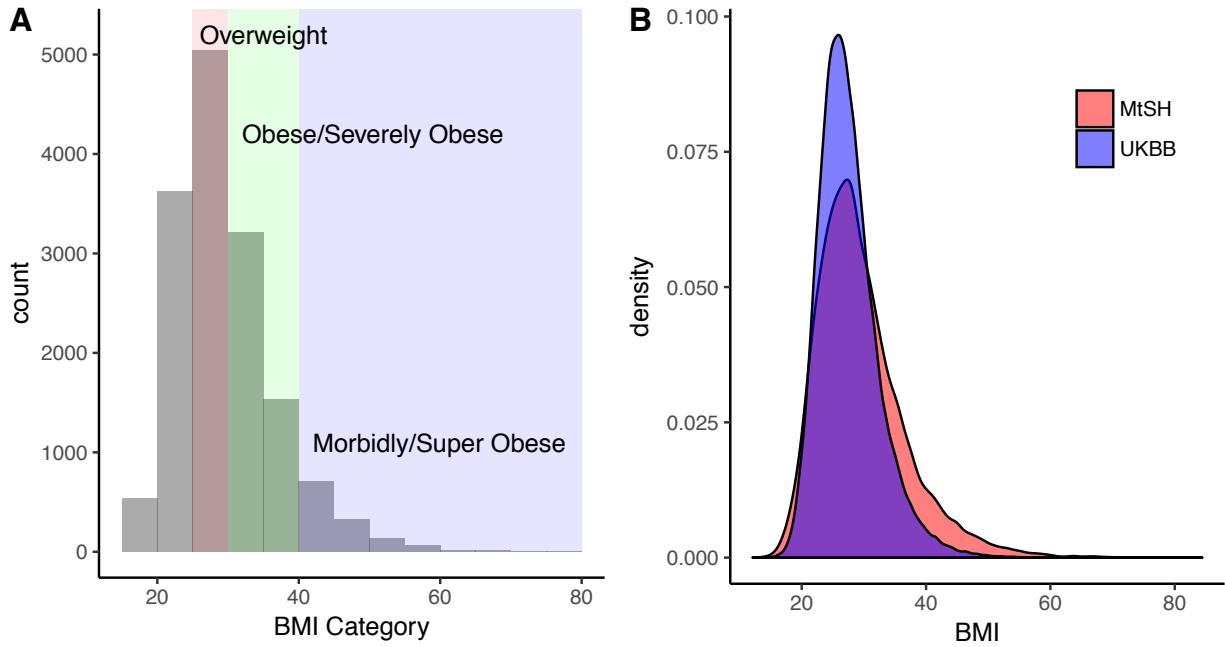 A
Overweight
Obese/Severely Obese
Morbidly/Super Obese
5000
4000
3000
2000
1000
0
count
20
40
60
80
BMI Category
B
MtSH
UKBB
0.100
0.075
0.050
0.025
0.000
density
20
40
60
80
BMI